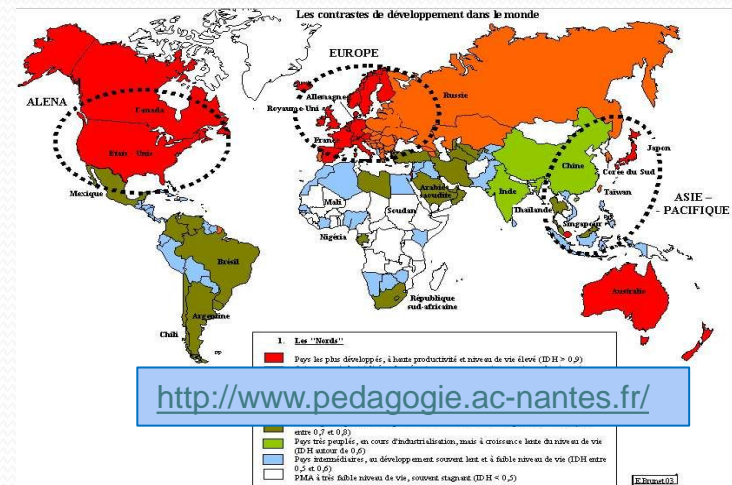 Les contrastes de développement dans le monde
EUROPE
ALENA
Canada
Allemagne
Royaume-Uni
Russie
France
Etats - Unis
Japon
Chine
Corée du Sud
Mexique
Arabie
saoudite
Inde
Taiwan
Mali
Soudan
Thaïlande
ASIE –
- PACIFIQUE
Nigéria
Singapour
Brésil
République
sud-africaine
Australie
Argentine
Chili
1. Les "Nords"
Pays les plus développés, à haute productivité et niveau de vie élevé (IDH > 0,9)
http://www.pedagogie.ac-nantes.fr/
entre 0,7 et 0,8)
Pays très peuplés, en cours d'industrialisation, mais à croissance lente du niveau de vie
(IDH autour de 0,6)
Pays intermédiaires, au développement souvent lent et à faible niveau de vie (IDH entre
0,5 et 0,6)
PMA à très faible niveau de vie, souvent stagnant (IDH < 0,5)
E.Brunet.03